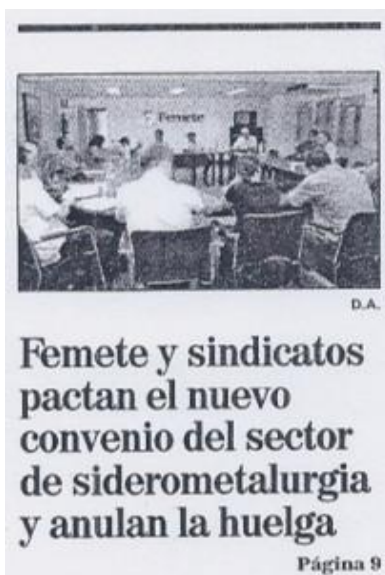 Femete
D.A.
Femete y sindicatos
pactan el nuevo
convenio del sector
de siderometalurgia
y anulan la huelga
Página 9